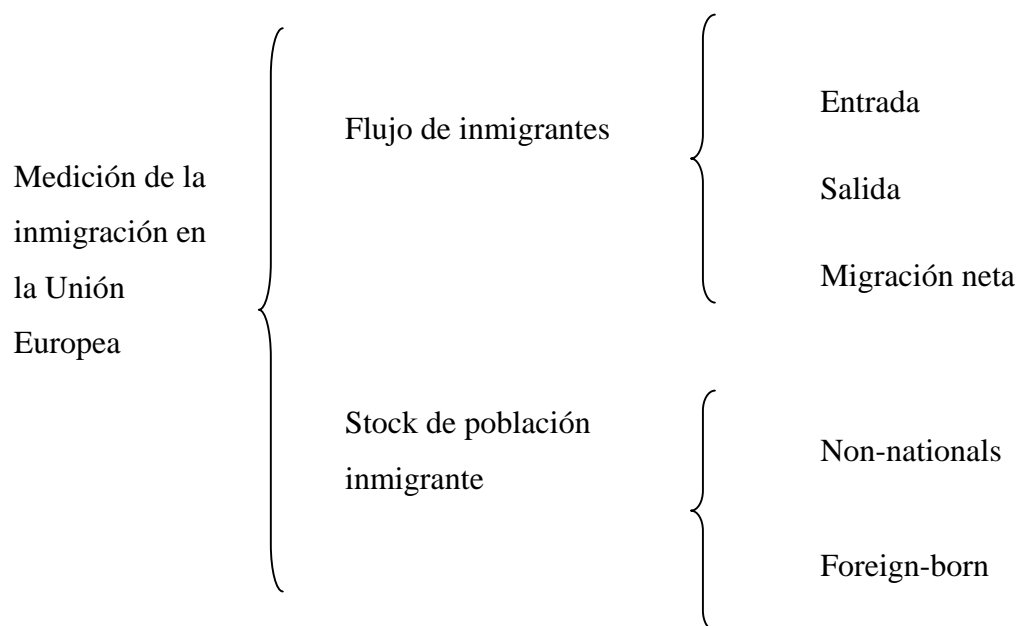 Medición de la
inmigración en
la Unión
Europea
Flujo de inmigrantes
Entrada
Salida
Migración neta
Stock de población
inmigrante
Non-nationals
Foreign-born